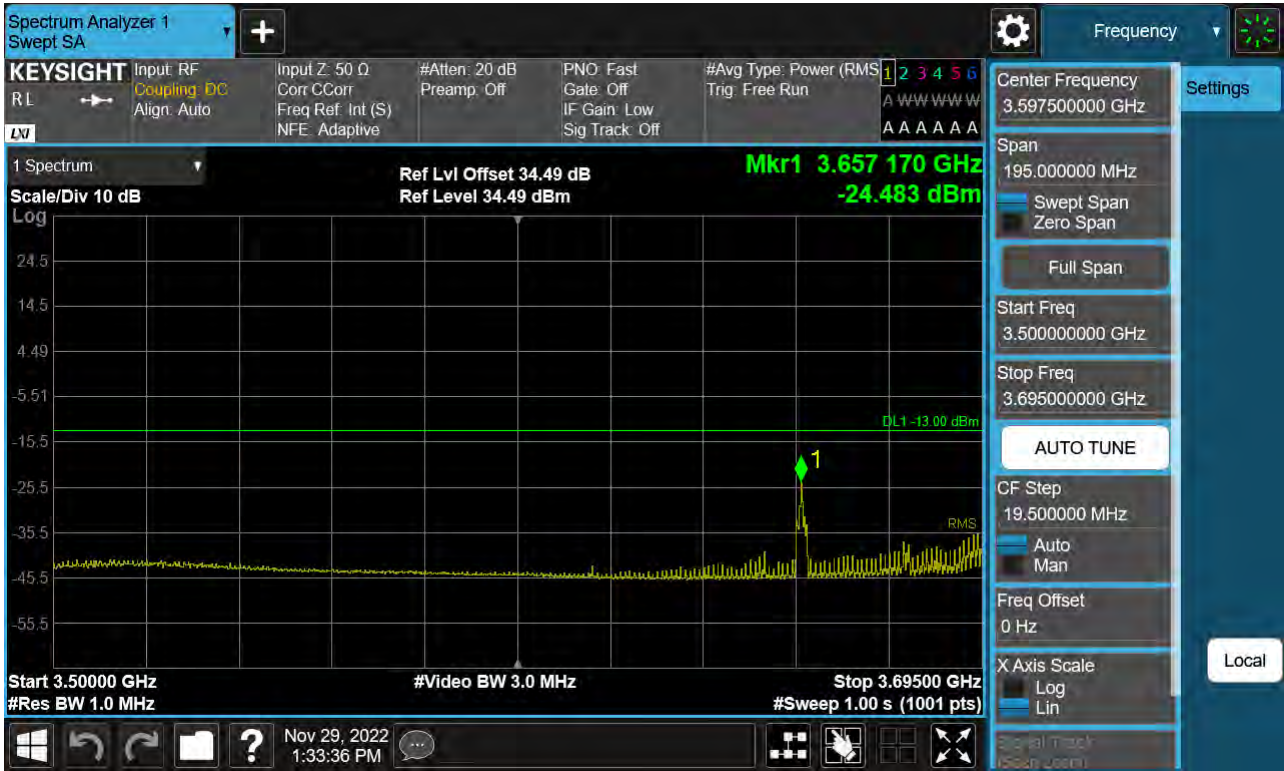 Spectrum Analyzer 1
Swept SA
+
Frequency
KEYSIGHT
RL
LXI
Input: RF
Coupling: DC
Align: Auto
Input Z: 50 Ω
Corr CCorr
Freq Ref: Int (S)
NFE: Adaptive
#Atten: 20 dB
Preamp: Off
PNO: Fast
Gate: Off
IF Gain: Low
Sig Track: Off
#Avg Type: Power (RMS
Trig: Free Run
1 2 3 4 5 6
A W W W W W
A A A A A A
1 Spectrum
Scale/Div 10 dB
Log
Ref Lvl Offset 34.49 dB
Ref Level 34.49 dBm
Mkr1 3.657 170 GHz
-24.483 dBm
24.5
14.5
4.49
-5.51
DL1 -13.00 dBm
-15.5
1
-25.5
RMS
-35.5
-45.5
-55.5
Start 3.50000 GHz
#Video BW 3.0 MHz
Stop 3.69500 GHz
#Res BW 1.0 MHz
#Sweep 1.00 s (1001 pts)
?
Nov 29, 2022
1:33:36 PM
Center Frequency
3.597500000 GHz
Settings
Span
195.000000 MHz
Swept Span
Zero Span
Full Span
Start Freq
3.500000000 GHz
Stop Freq
3.695000000 GHz
AUTO TUNE
CF Step
19.500000 MHz
Auto
Man
Freq Offset
0 Hz
X Axis Scale
Log
Lin
Local
Signal Track
(Span Zoom)